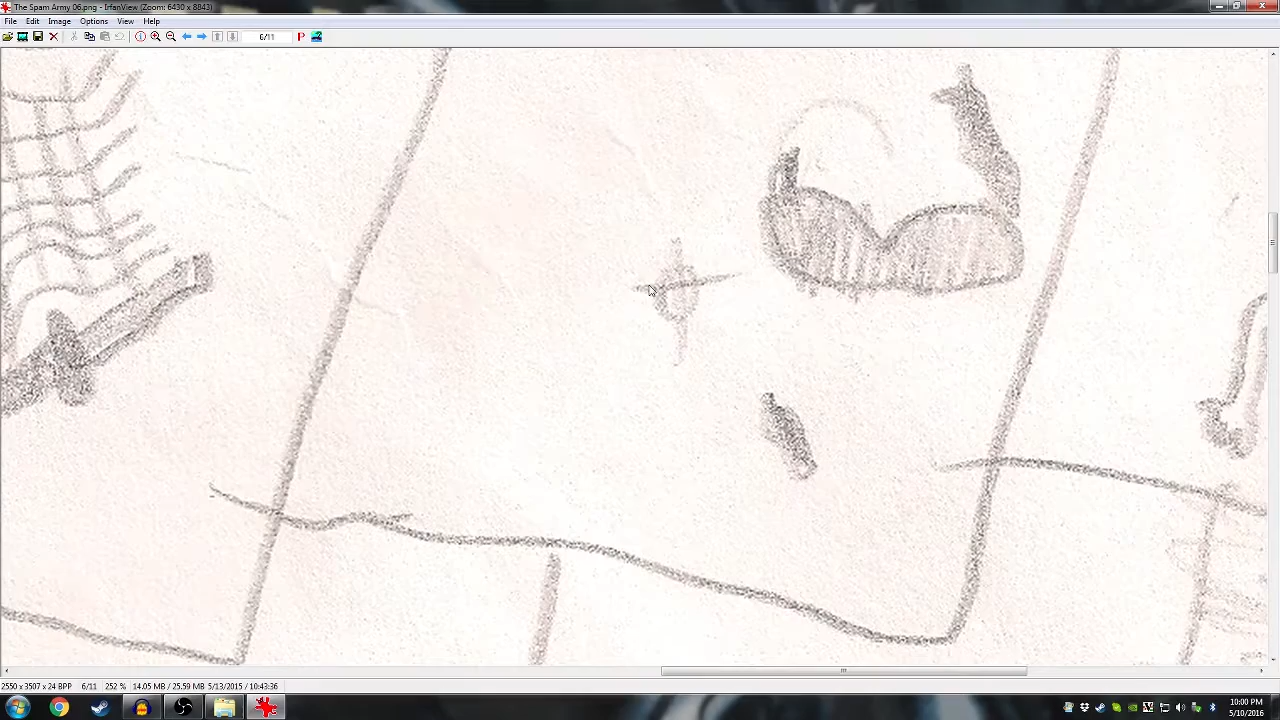 The Spam Army 06.png - IrfanView (Zoom: 6430 x 8843)
File Edit Image Options View Help
6/11
2550 x 3507 x 24 BPP 6/11 252 % 14.05 MB / 25.59 MB 5/13/2015 / 10:43:36
10:00 PM
5/10/2016